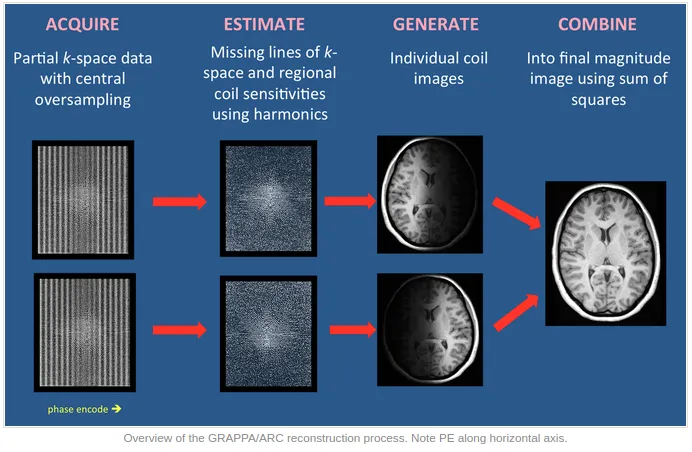 ACQUIRE
Partial k-space data
with central
oversampling
ESTIMATE
Missing lines of k-
space and regional
coil sensitivities
using harmonics
GENERATE
Individual coil
images
COMBINE
Into final magnitude
image using sum of
squares
phase encode ➔
Overview of the GRAPPA/ARC reconstruction process. Note PE along horizontal axis.